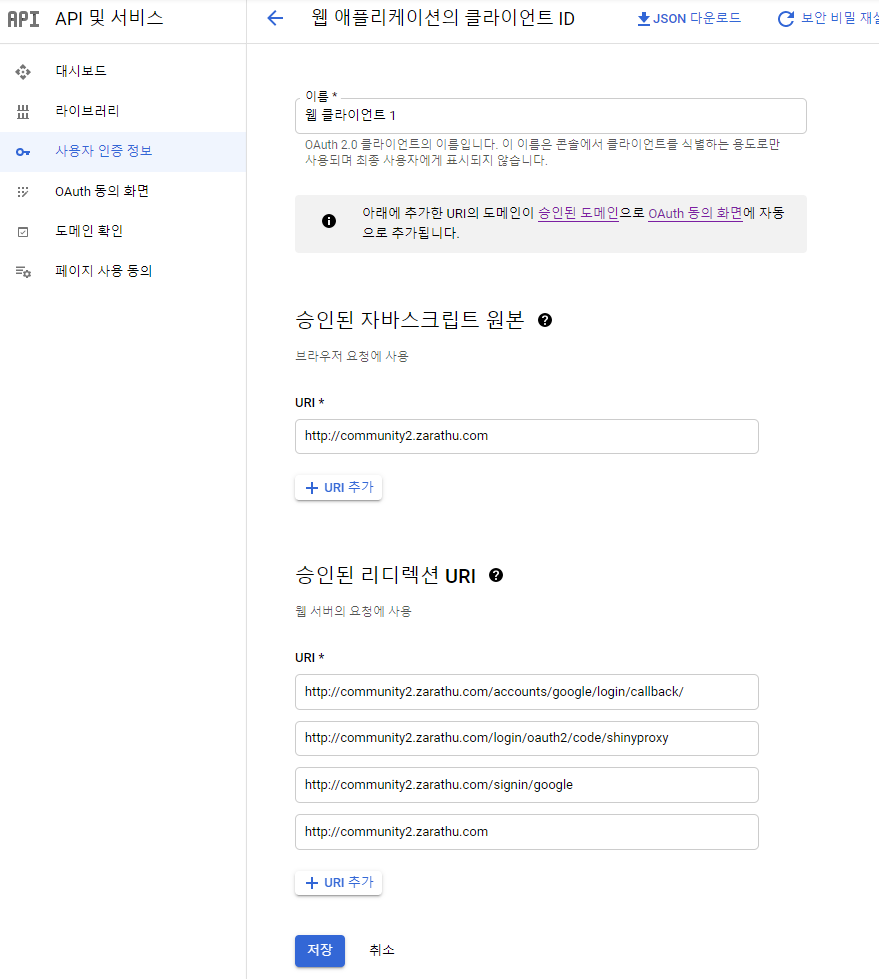 API API 및 서비스
웹 애플리케이션의 클라이언트 ID
JSON 다운로드
보안 비밀 재설
대시보드
라이브러리
사용자 인증 정보
OAuth 동의 화면
도메인 확인
페이지 사용 동의
이름 *
웹 클라이언트 1
OAuth 2.0 클라이언트의 이름입니다. 이 이름은 콘솔에서 클라이언트를 식별하는 용도로만
사용되며 최종 사용자에게 표시되지 않습니다.
아래에 추가한 URI의 도메인이 승인된 도메인으로 OAuth 동의 화면에 자동
으로 추가됩니다.
승인된 자바스크립트 원본
브라우저 요청에 사용
URI *
http://community2.zarathu.com
URI 추가
승인된 리디렉션 URI
웹 서버의 요청에 사용
URI *
http://community2.zarathu.com/accounts/google/login/callback/
http://community2.zarathu.com/login/oauth2/code/shinyproxy
http://community2.zarathu.com/signin/google
http://community2.zarathu.com
URI 추가
저장
취소